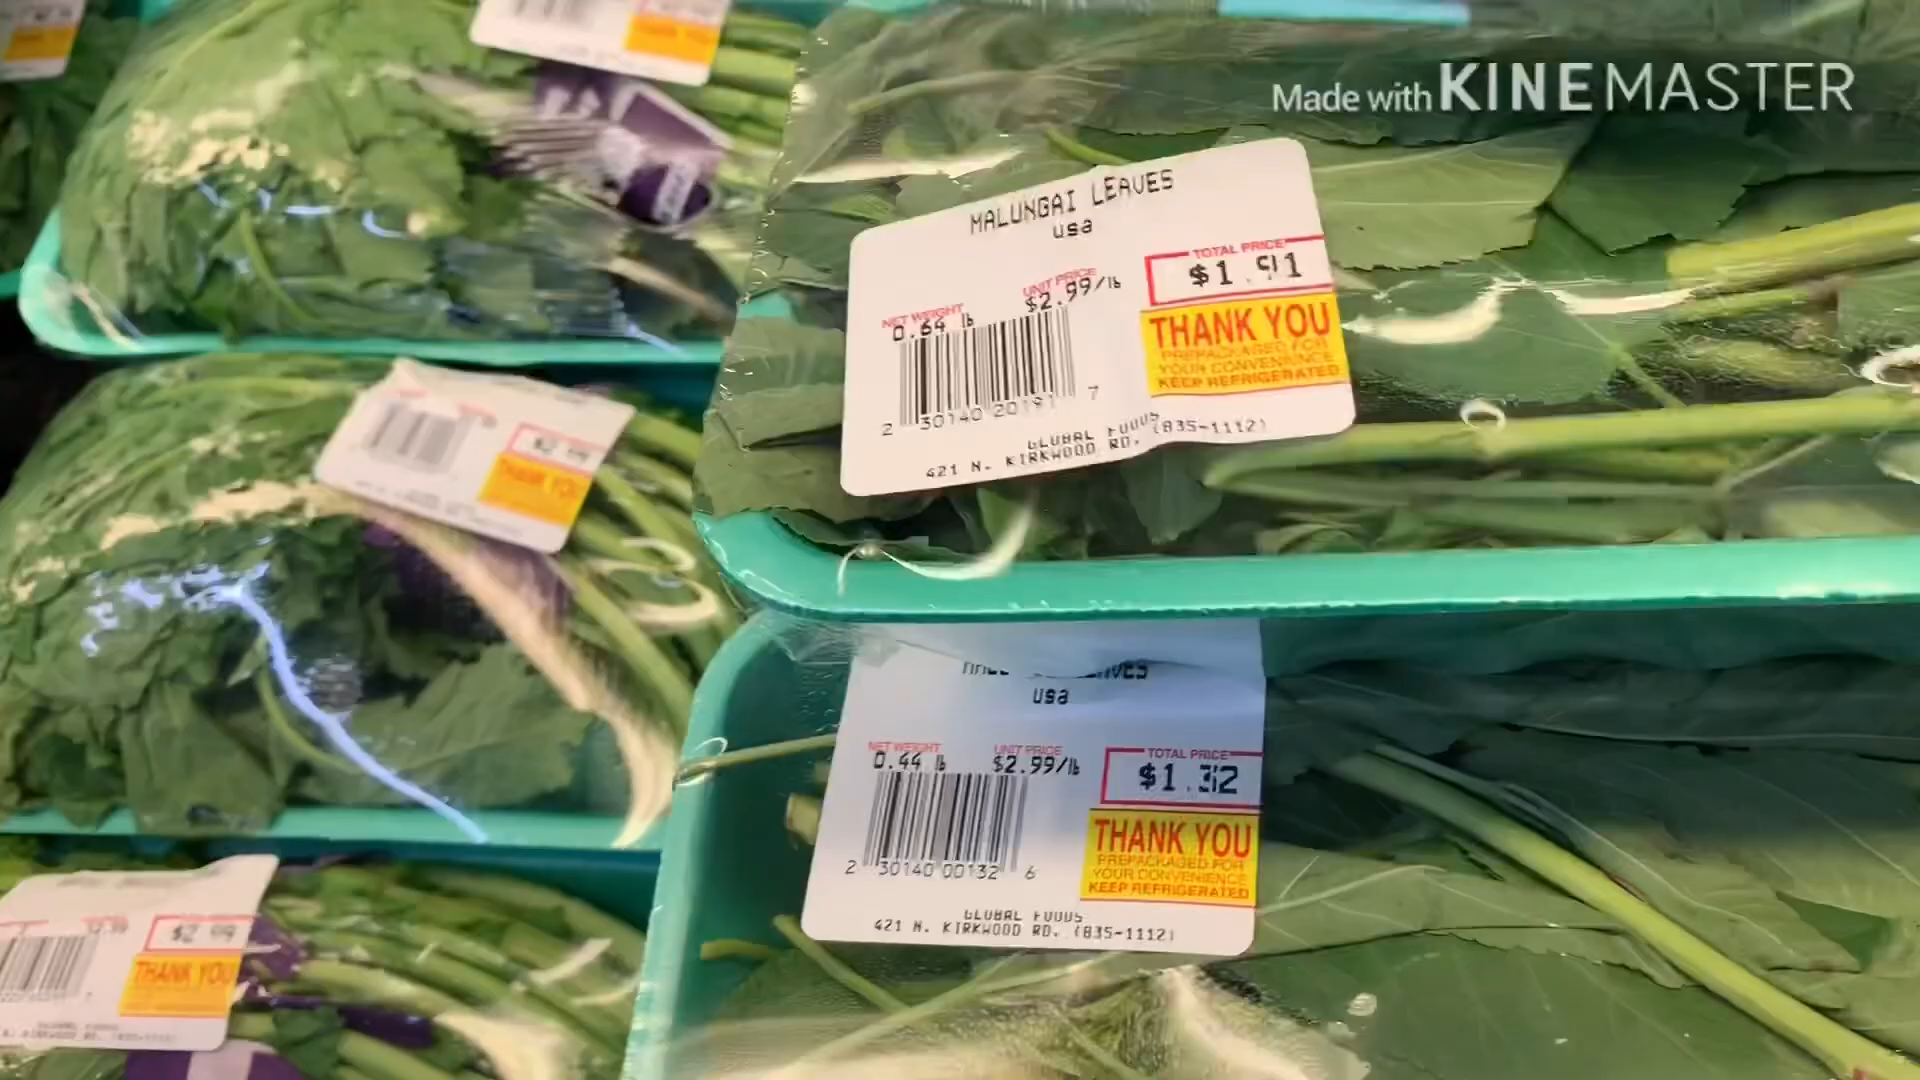 Made with KINEMASTER
MALUNGAI LEAVES
usa
NET WEIGHT
0.64 lb
UNIT PRICE
$2.99/lb
TOTAL PRICE
$1.91
THANK YOU
PREPACKAGED FOR
YOUR CONVENIENCE
KEEP REFRIGERATED
2 30140 20191 7
GLOBAL FOODS
421 N. KIRKWOOD RD. (835-1112)
usa
NET WEIGHT
0.44 lb
UNIT PRICE
$2.99/lb
TOTAL PRICE
$1.32
THANK YOU
PREPACKAGED FOR
YOUR CONVENIENCE
KEEP REFRIGERATED
2 30140 00132 6
GLOBAL FOODS
421 N. KIRKWOOD RD. (835-1112)
THANK YOU
$2.99
THANK YOU